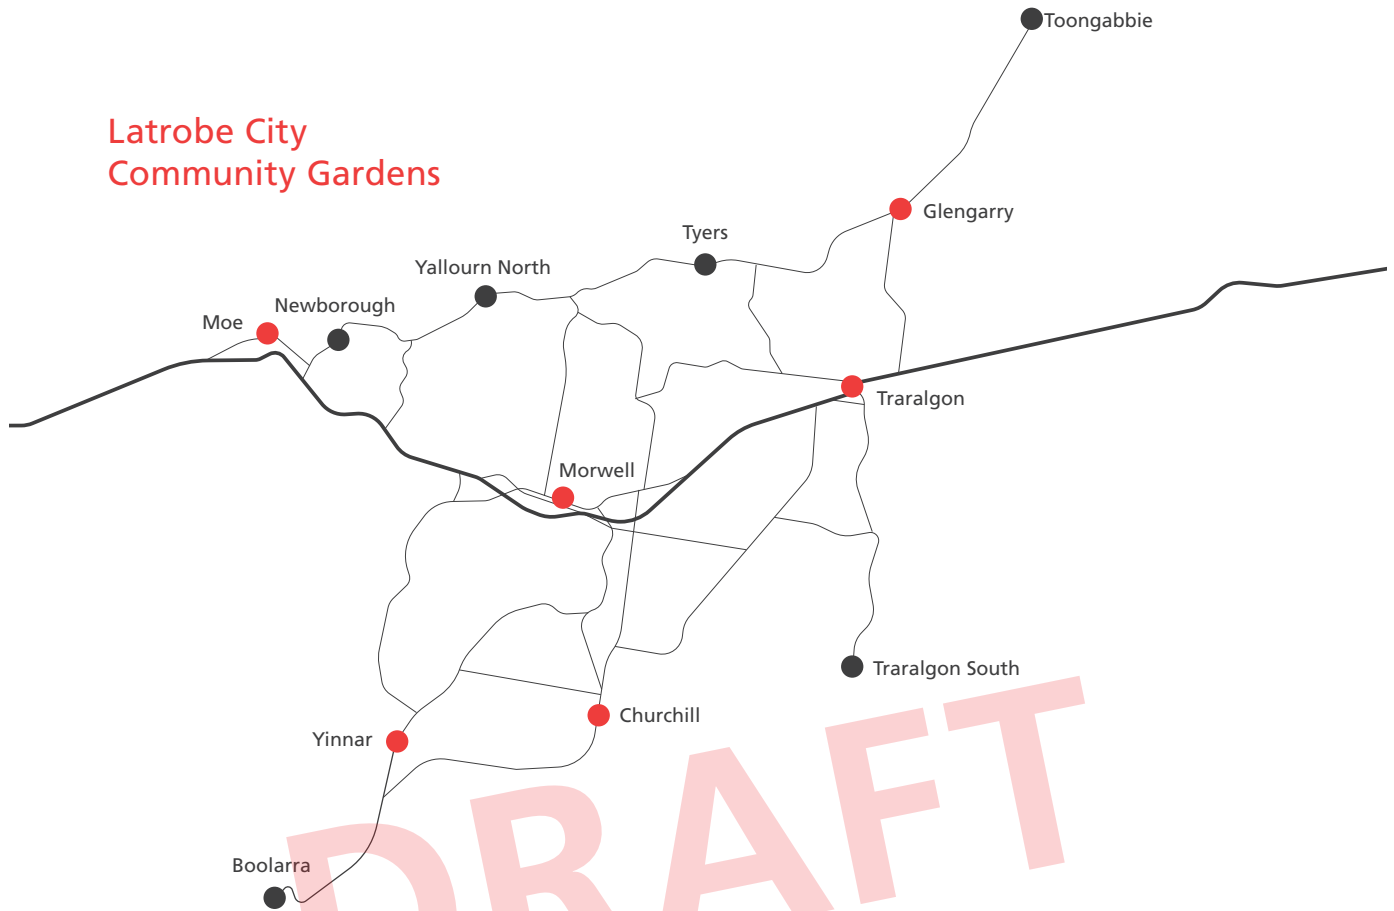 Toongabbie
Latrobe City
Community Gardens
Glengarry
Tyers
Yallourn North
Newborough
Moe
Traralgon
Morwell
Traralgon South
Churchill
Yinnar
DRAFT
Boolarra